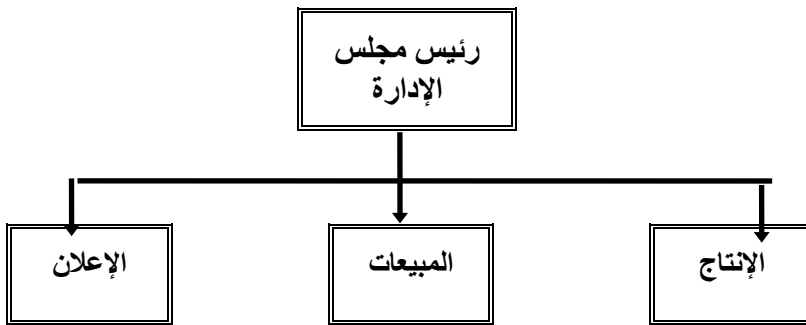 رئيس مجلس
الإدارة
الإنتاج
المبيعات
الإعلان